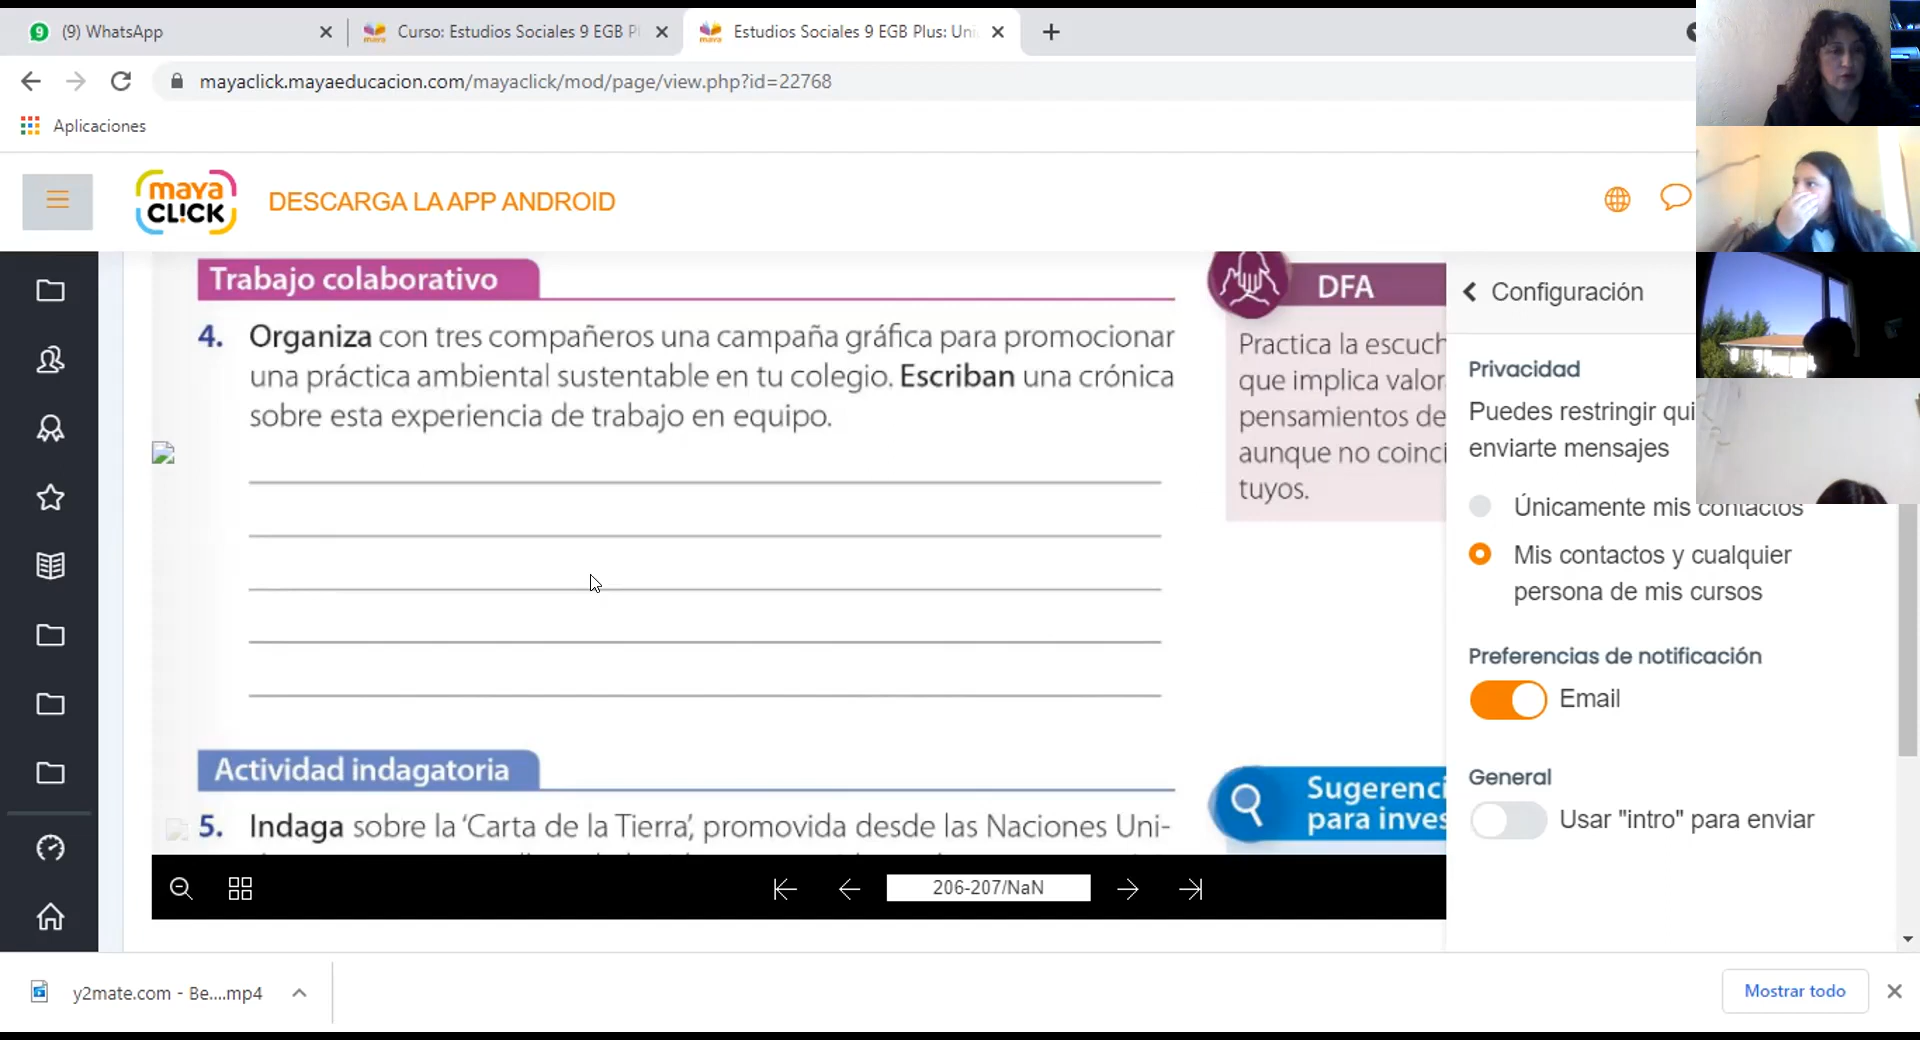 (9) WhatsApp
Curso: Estudios Sociales 9 EGB Pl
Estudios Sociales 9 EGB Plus: Uni
mayaclick.mayaeducacion.com/mayaclick/mod/page/view.php?id=22768
Aplicaciones
maya
CL!CK
DESCARGA LA APP ANDROID
Trabajo colaborativo
4. Organiza con tres compañeros una campaña gráfica para promocionar
una práctica ambiental sustentable en tu colegio. Escriban una crónica
sobre esta experiencia de trabajo en equipo.
DFA
Practica la escuch
que implica valor
pensamientos de
aunque no coinci
tuyos.
Actividad indagatoria
5. Indaga sobre la ‘Carta de la Tierra’, promovida desde las Naciones Uni-
Sugerenci
para inves
206-207/NaN
Configuración
Privacidad
Puedes restringir qui
enviarte mensajes
Únicamente mis contactos
Mis contactos y cualquier
persona de mis cursos
Preferencias de notificación
Email
General
Usar "intro" para enviar
y2mate.com - Be....mp4
Mostrar todo